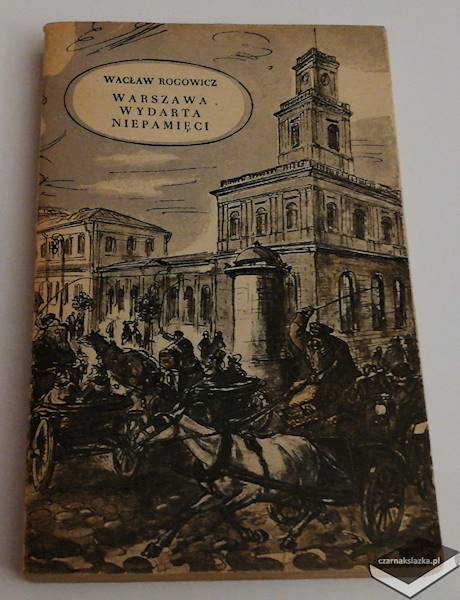 WACŁAW ROGOWICZ
WARSZAWA
WYDARTA
NIEPAMIĘCI
czarnaksiazka.pl